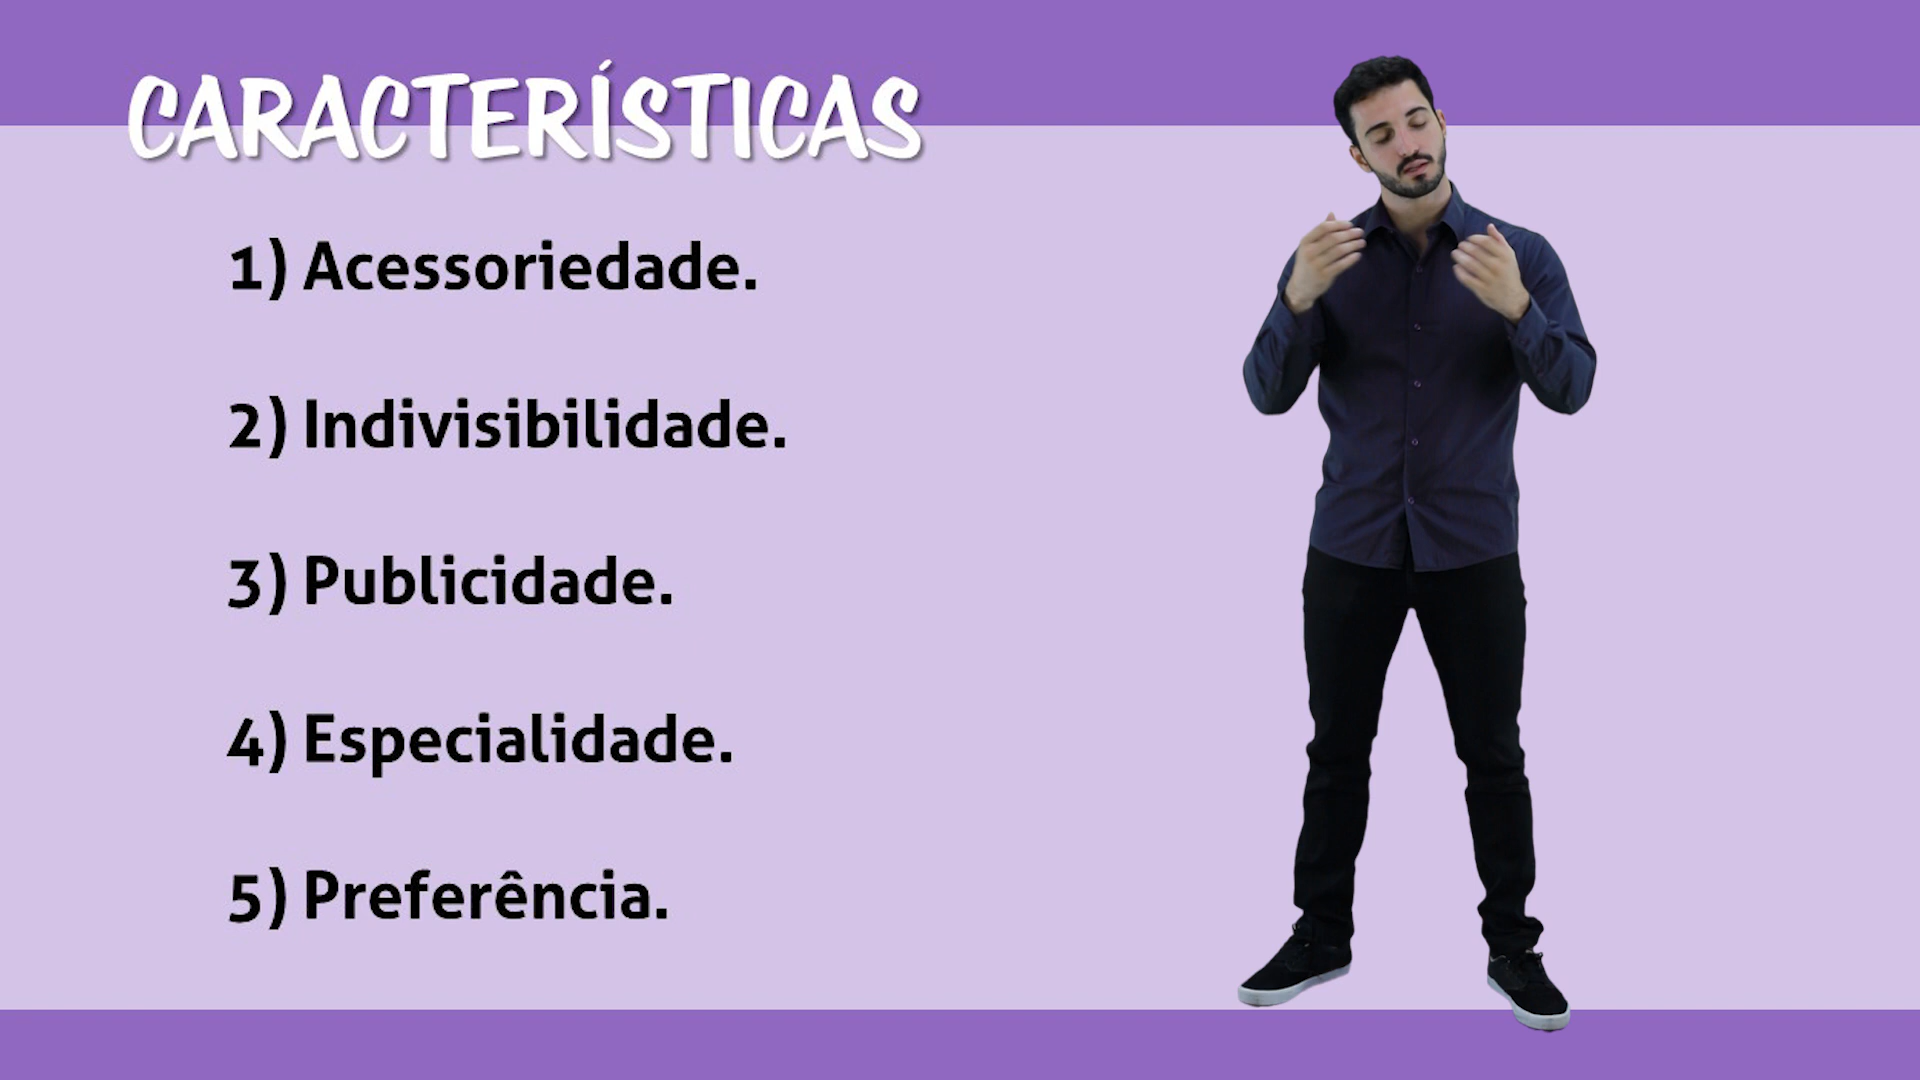 CARACTERÍSTICAS
1) Acessoriedade.
2) Indivisibilidade.
3) Publicidade.
4) Especialidade.
5) Preferência.